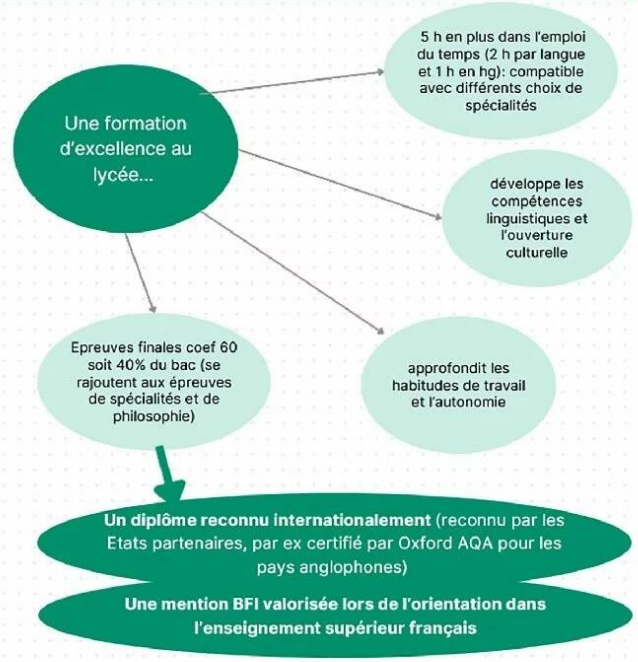 Une formation
d'excellence au
lycée...
5 h en plus dans l'emploi
du temps (2 h par langue
et 1 h en hg): compatible
avec différents choix de
spécialités
développe les
compétences
linguistiques et
l'ouverture
culturelle
approfondit les
habitudes de travail
et l'autonomie
Epreuves finales coef 60
soit 40% du bac (se
rajoutent aux épreuves
de spécialités et de
philosophie)
Un diplôme reconnu internationalement (reconnu par les
Etats partenaires, par ex certifié par Oxford AQA pour les
pays anglophones)
Une mention BFI valorisée lors de l'orientation dans
l'enseignement supérieur français